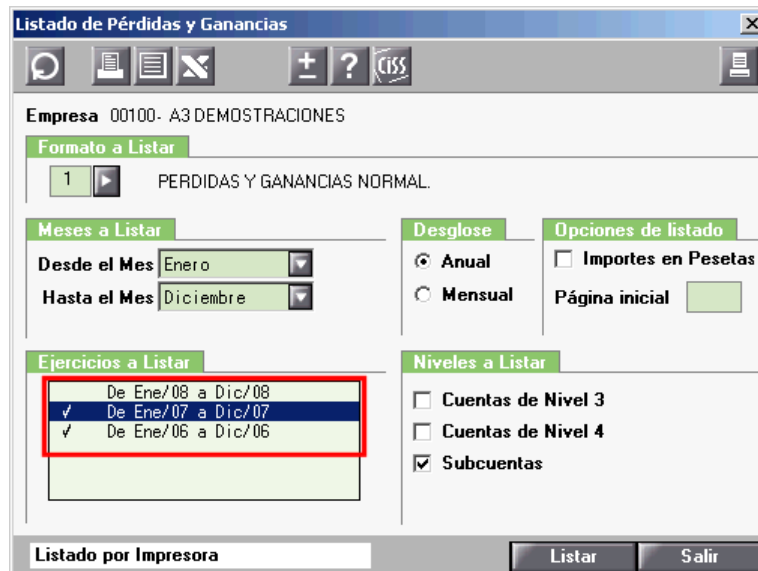 Listado de Pérdidas y Ganancias
± ? CISS
Empresa 00100- A3 DEMOSTRACIONES
Formato a Listar
1 PERDIDAS Y GANANCIAS NORMAL.
Meses a Listar
Desde el Mes Enero
Hasta el Mes Diciembre
Desglose
Anual
Mensual
Opciones de listado
Importes en Pesetas
Página inicial
Ejercicios a Listar
De Ene/08 a Dic/08
√ De Ene/07 a Dic/07
√ De Ene/06 a Dic/06
Niveles a Listar
Cuentas de Nivel 3
Cuentas de Nivel 4
Subcuentas
Listado por Impresora
Listar Salir